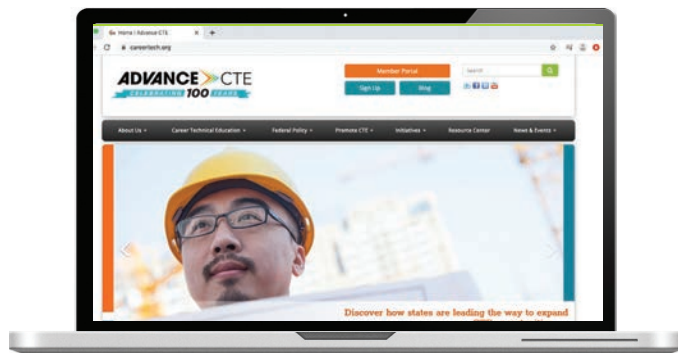 Home | Advance CTE
careertech.org
ADVANCE CTE
CELEBRATING 100 YEARS
Member Portal
Search
Sign Up
Blog
About Us
Career Technical Education
Federal Policy
Promote CTE
Initiatives
Resource Center
News & Events
Discover how states are leading the way to expand